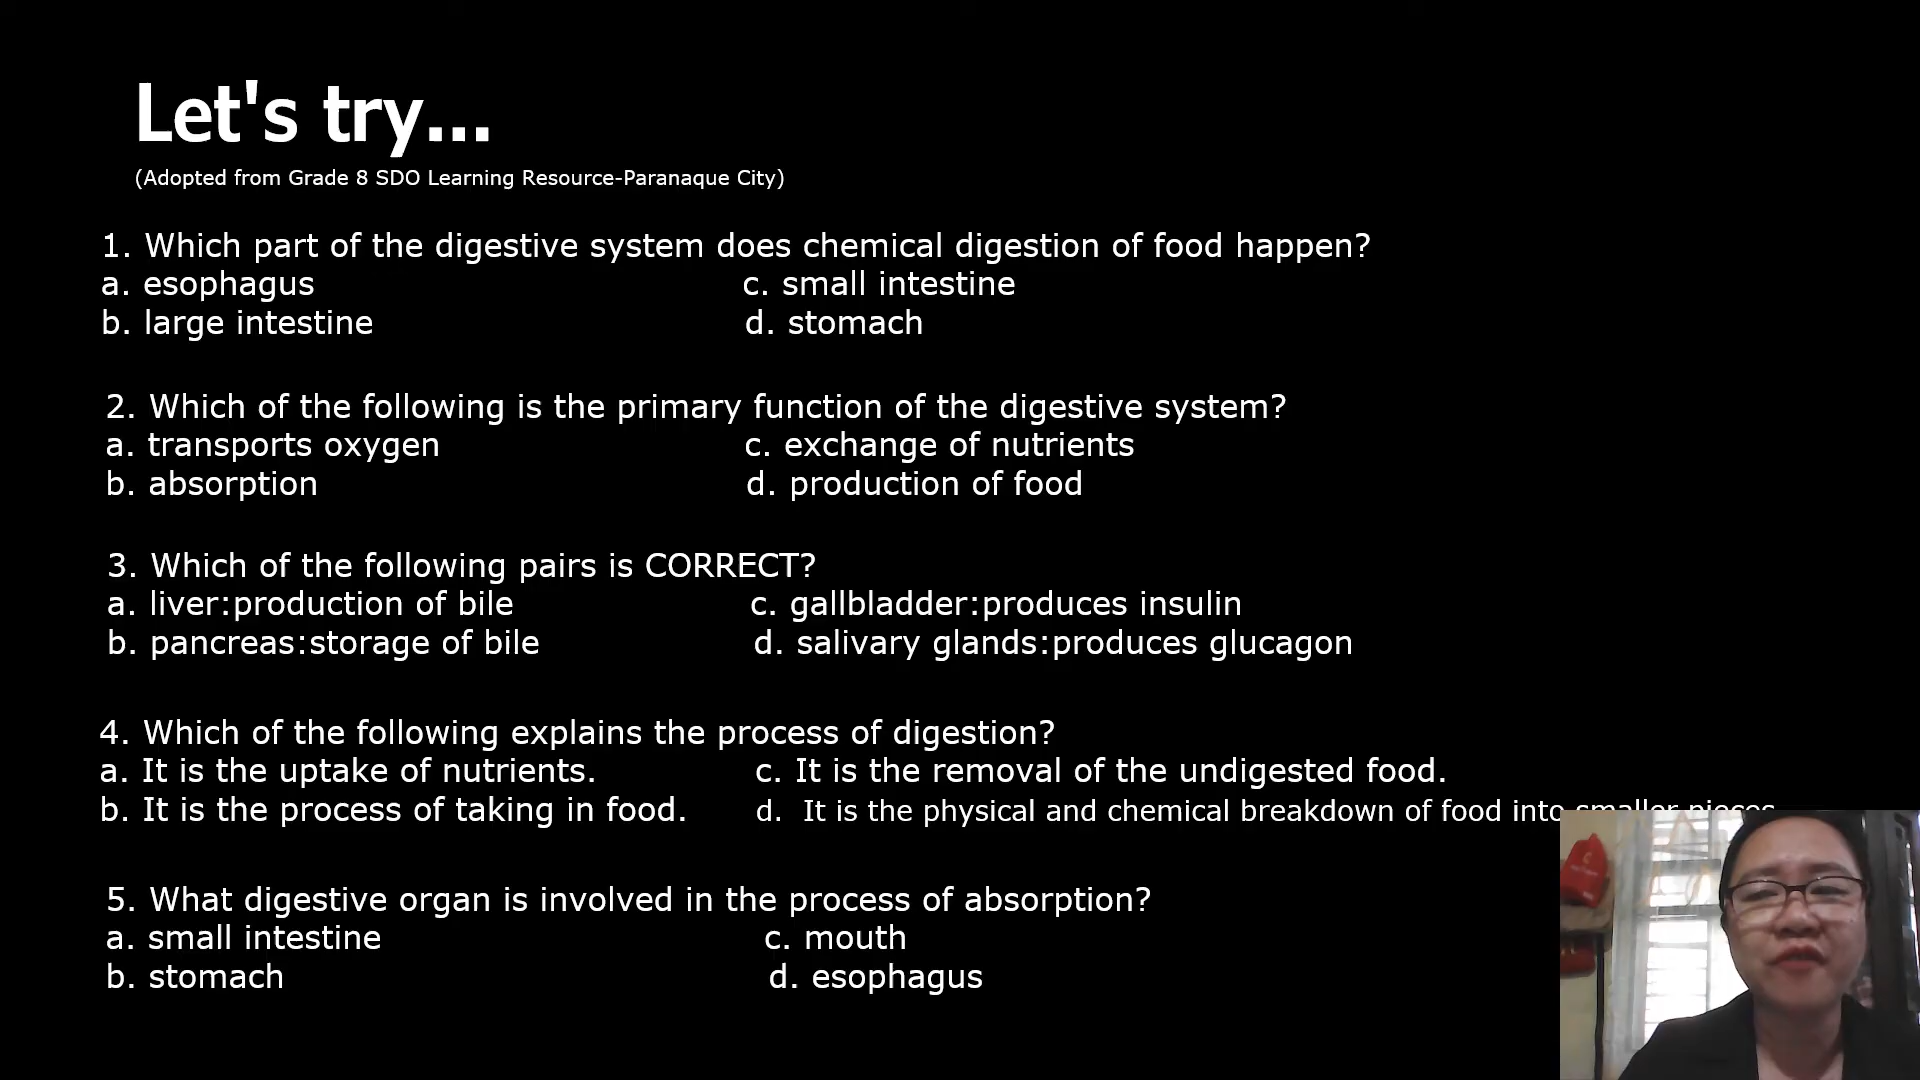 Let's try...
(Adopted from Grade 8 SDO Learning Resource-Paranaque City)
1. Which part of the digestive system does chemical digestion of food happen?
a. esophagus c. small intestine
b. large intestine d. stomach
2. Which of the following is the primary function of the digestive system?
a. transports oxygen c. exchange of nutrients
b. absorption d. production of food
3. Which of the following pairs is CORRECT?
a. liver:production of bile c. gallbladder:produces insulin
b. pancreas:storage of bile d. salivary glands:produces glucagon
4. Which of the following explains the process of digestion?
a. It is the uptake of nutrients. c. It is the removal of the undigested food.
b. It is the process of taking in food. d. It is the physical and chemical breakdown of food into smaller pieces
5. What digestive organ is involved in the process of absorption?
a. small intestine c. mouth
b. stomach d. esophagus